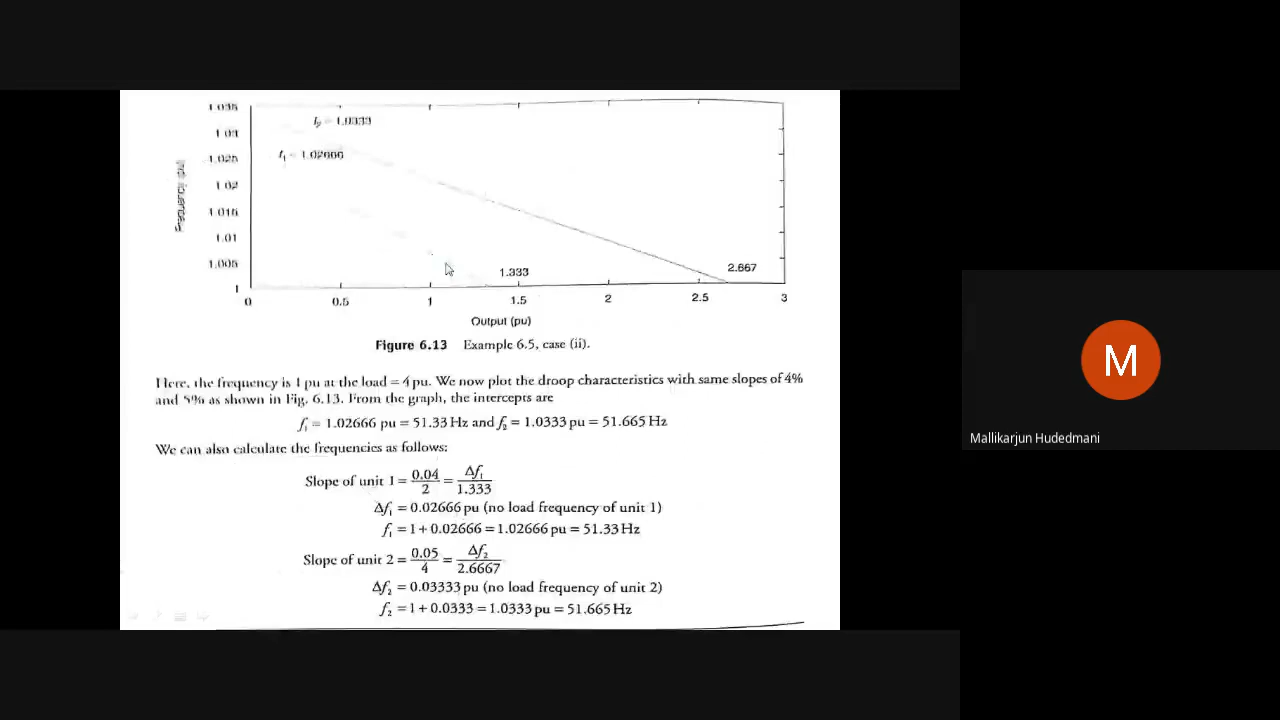 1.035
1.03
1.025
1.02
1.015
1.01
1.005
1
Frequency (pu)
f₂ = 1.0333
f₁ = 1.02666
1.333
2.667
0 0.5 1 1.5 2 2.5 3
Output (pu)
Figure 6.13 Example 6.5, case (ii).
Here, the frequency is 1 pu at the load = 4 pu. We now plot the droop characteristics with same slopes of 4%
and 5% as shown in Fig. 6.13. From the graph, the intercepts are
f₁ = 1.02666 pu = 51.33 Hz and f₂ = 1.0333 pu = 51.665 Hz
We can also calculate the frequencies as follows:
Slope of unit 1 = 0.04/2 = Δf₁/1.333
Δf₁ = 0.02666 pu (no load frequency of unit 1)
f₁ = 1 + 0.02666 = 1.02666 pu = 51.33 Hz
Slope of unit 2 = 0.05/4 = Δf₂/2.6667
Δf₂ = 0.03333 pu (no load frequency of unit 2)
f₂ = 1 + 0.0333 = 1.0333 pu = 51.665 Hz
M
Mallikarjun Hudedmani